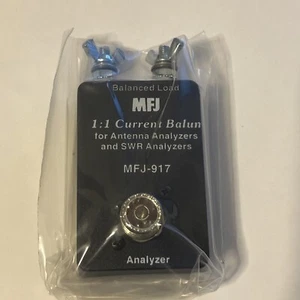 Balanced Load
MFJ
1:1 Current Balun
for Antenna Analyzers
and SWR Analyzers
MFJ-917
Analyzer